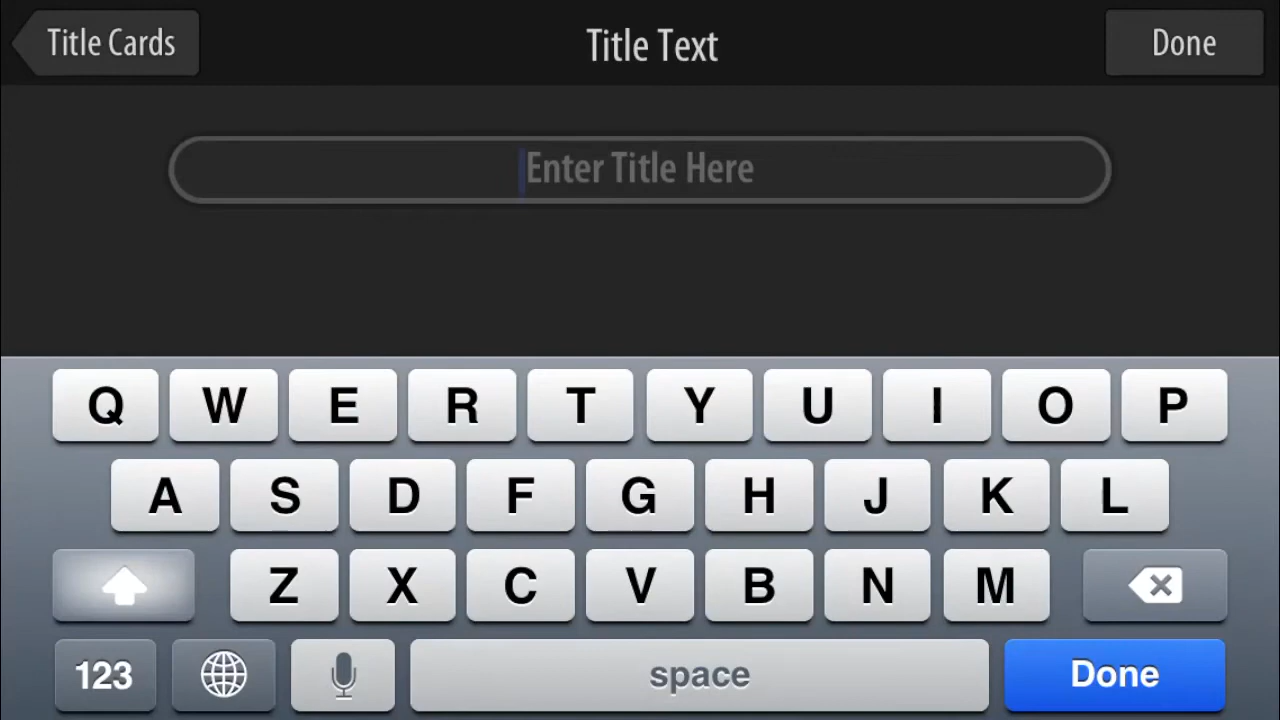 Title Cards
Title Text
Done
Enter Title Here
Q W E R T Y U I O P
A S D F G H J K L
Z X C V B N M
123
space
Done